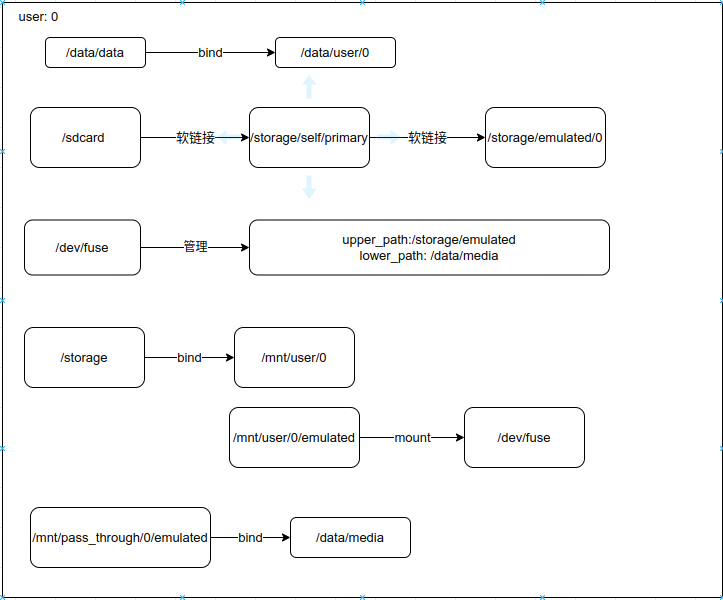 user: 0
/data/data
bind
/data/user/0
/sdcard
软链接
/storage/self/primary
软链接
/storage/emulated/0
/dev/fuse
管理
upper_path:/storage/emulated
lower_path: /data/media
/storage
bind
/mnt/user/0
/mnt/user/0/emulated
mount
/dev/fuse
/mnt/pass_through/0/emulated
bind
/data/media